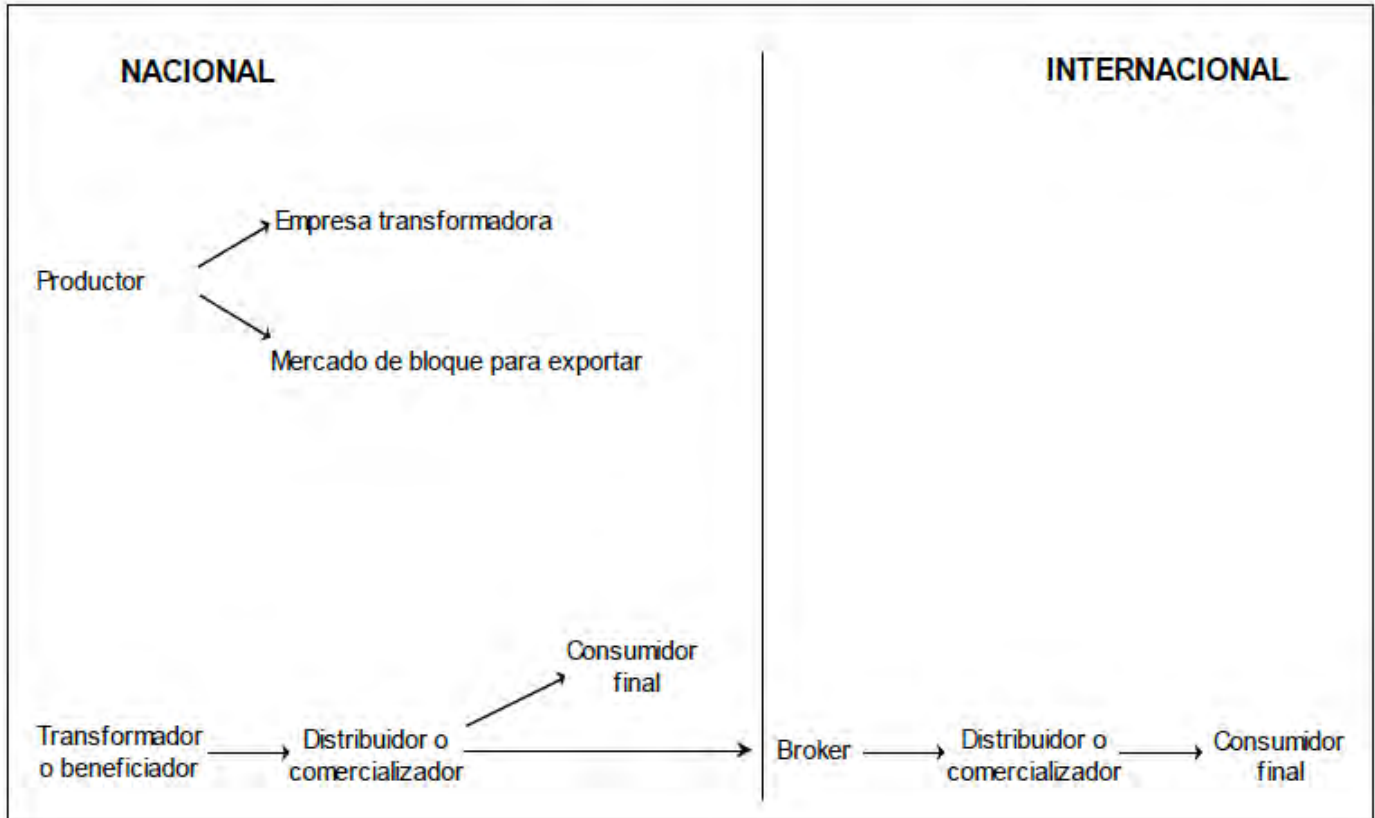 NACIONAL
INTERNACIONAL
Empresa transformadora
Productor
Mercado de bloque para exportar
Consumidor
final
Transformador
o beneficiador
Distribuidor o
comercializador
Broker
Distribuidor o
comercializador
Consumidor
final